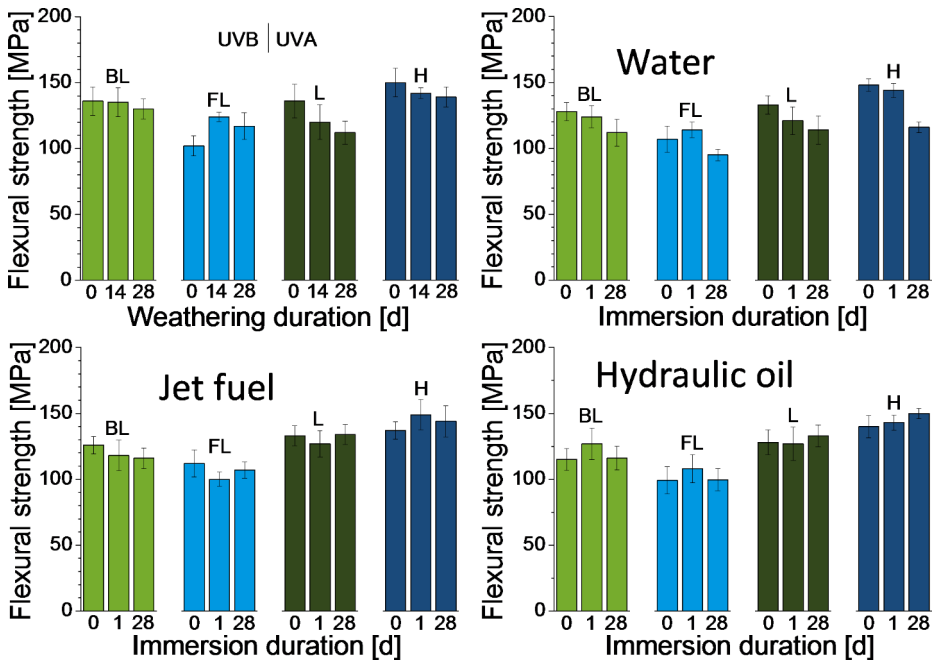 Flexural strength [MPa]
200
150
100
50
0
UVB | UVA
BL
FL
L
H
0 14 28 0 14 28 0 14 28 0 14 28
Weathering duration [d]
Flexural strength [MPa]
200
150
100
50
0
Water
BL
FL
L
H
0 1 28 0 1 28 0 1 28 0 1 28
Immersion duration [d]
Flexural strength [MPa]
200
150
100
50
0
Jet fuel
BL
FL
L
H
0 1 28 0 1 28 0 1 28 0 1 28
Immersion duration [d]
Flexural strength [MPa]
200
150
100
50
0
Hydraulic oil
BL
FL
L
H
0 1 28 0 1 28 0 1 28 0 1 28
Immersion duration [d]